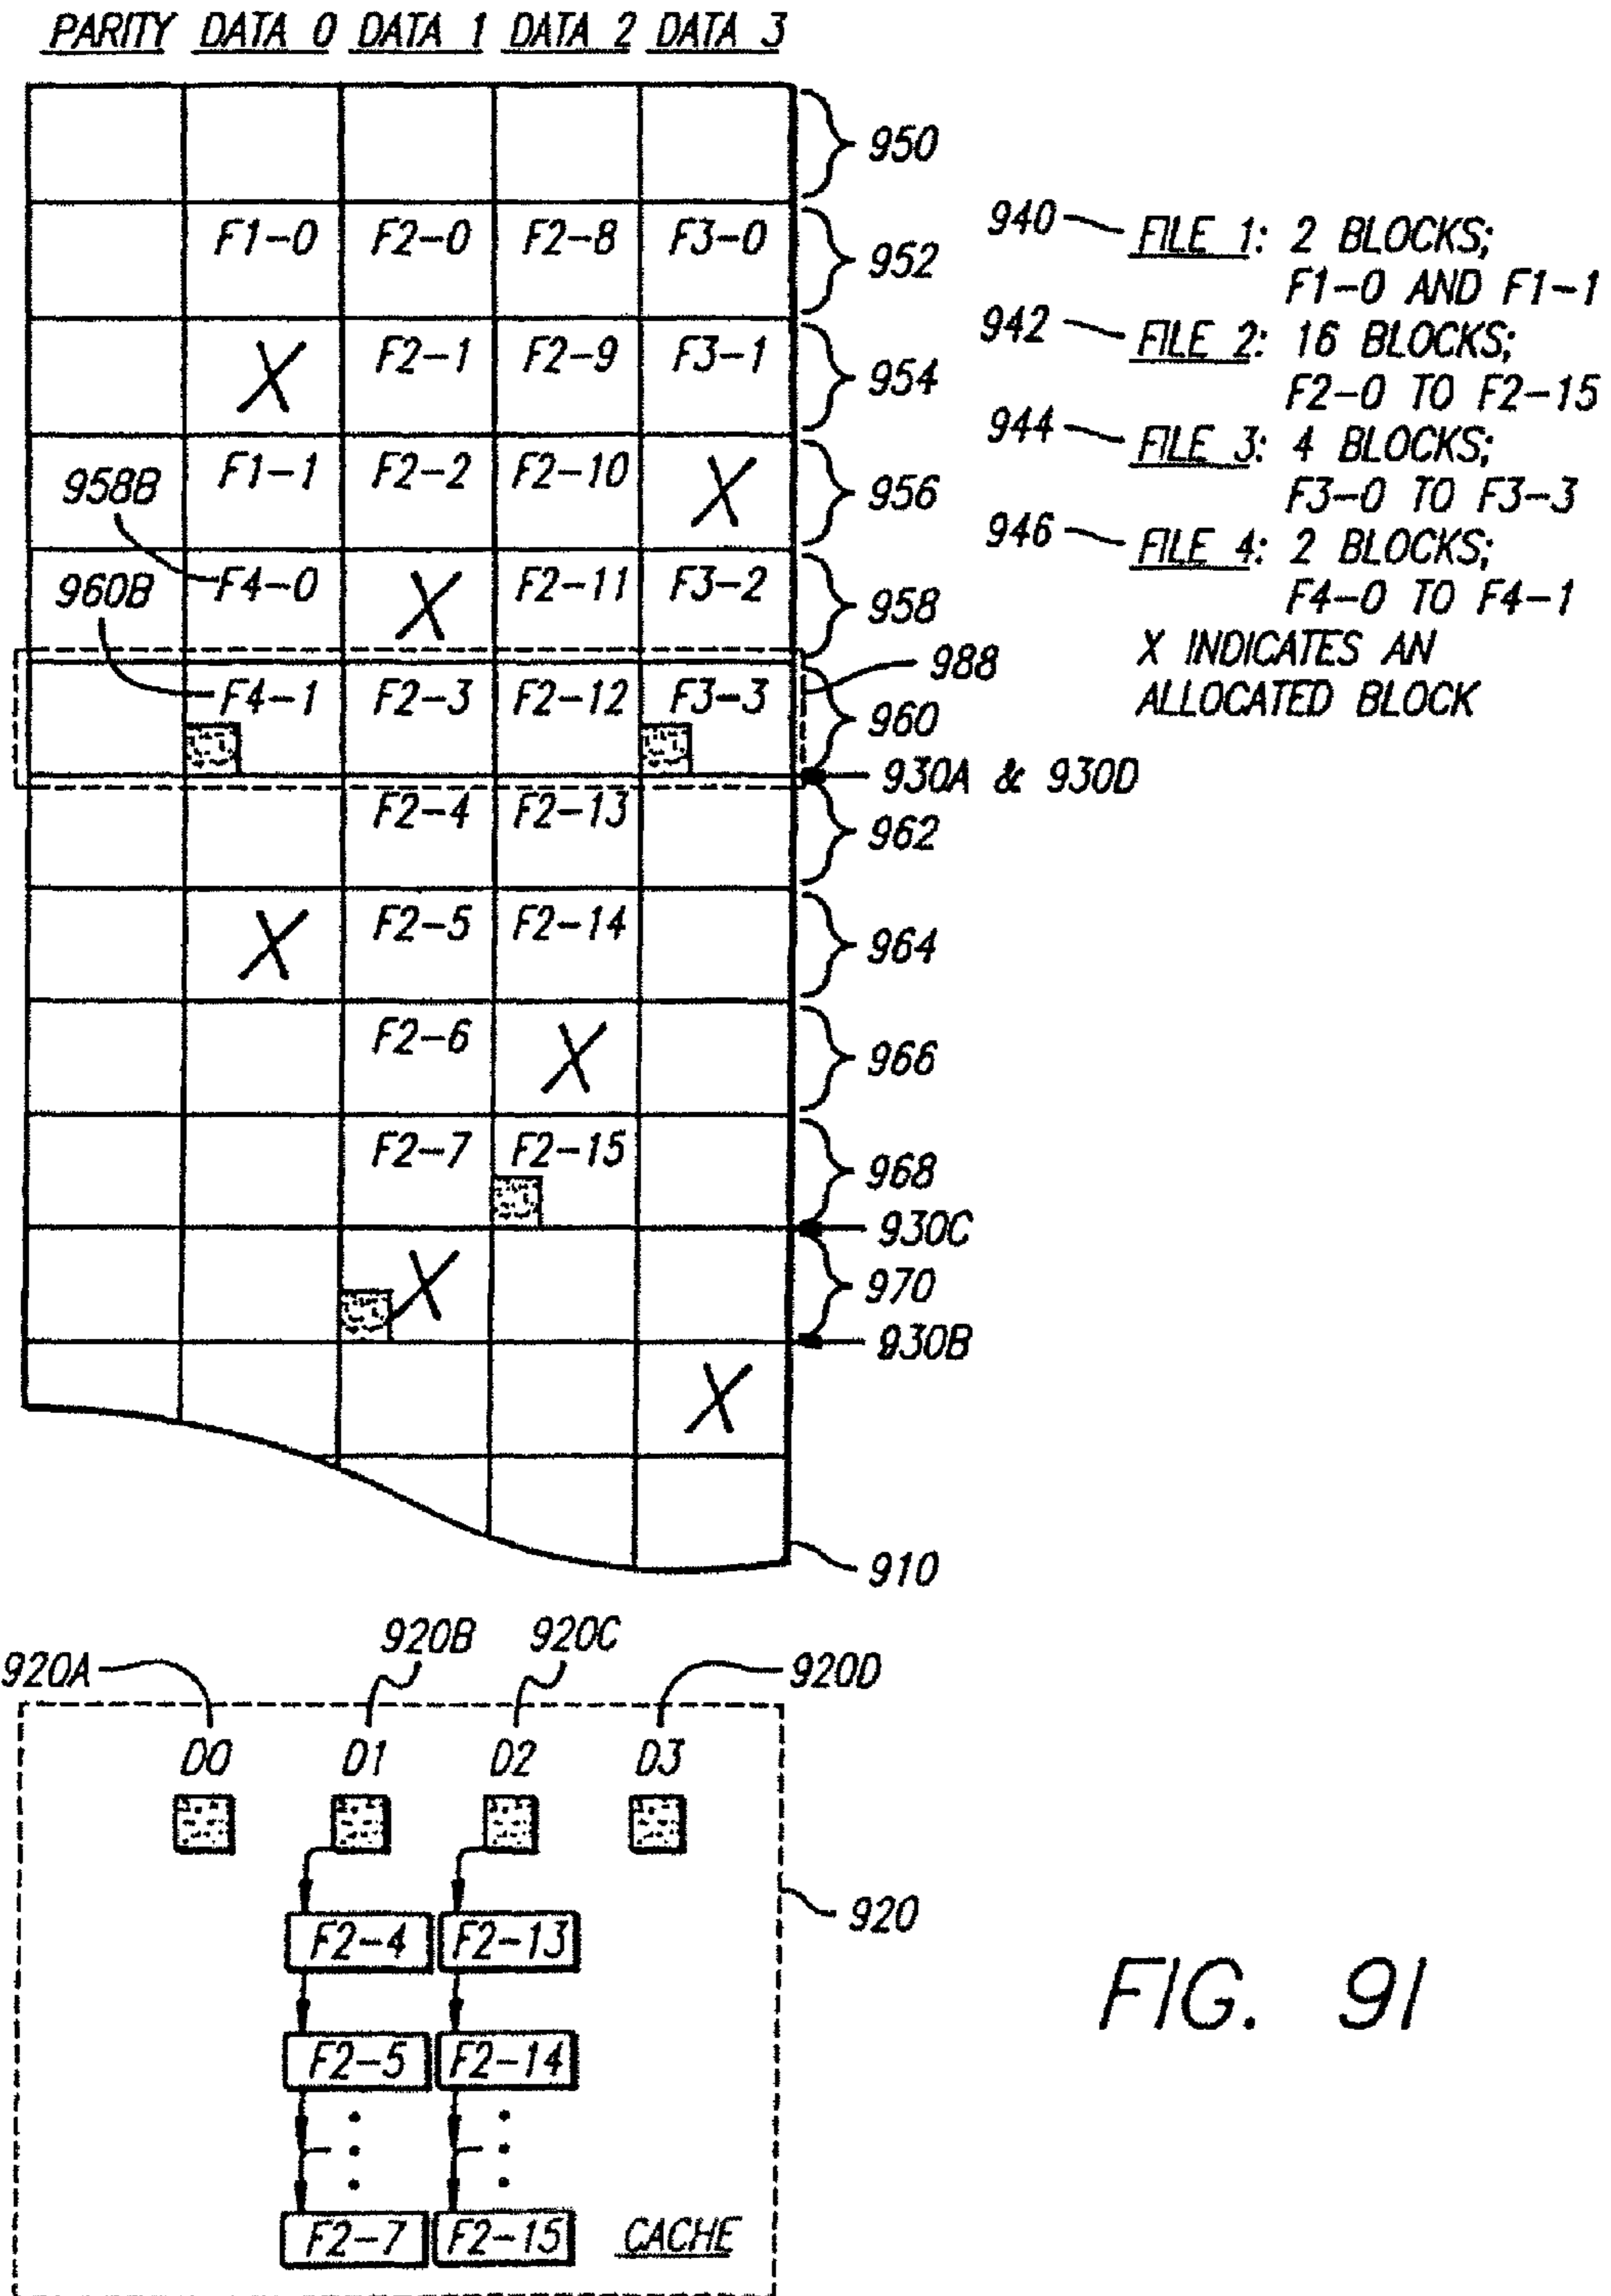 PARITY DATA 0 DATA 1 DATA 2 DATA 3
950
F1-0 F2-0 F2-8 F3-0 952
X F2-1 F2-9 F3-1 954
958B F1-1 F2-2 F2-10 X 956
960B F4-0 X F2-11 F3-2 958
988
F4-1 F2-3 F2-12 F3-3 960
930A & 930D
F2-4 F2-13 962
X F2-5 F2-14 964
F2-6 X 966
F2-7 F2-15 968
930C
X 970
930B
X
910
940 FILE 1: 2 BLOCKS;
F1-0 AND F1-1
942 FILE 2: 16 BLOCKS;
F2-0 TO F2-15
944 FILE 3: 4 BLOCKS;
F3-0 TO F3-3
946 FILE 4: 2 BLOCKS;
F4-0 TO F4-1
X INDICATES AN
ALLOCATED BLOCK
920A 920B 920C 920D
D0 D1 D2 D3
920
F2-4 F2-13
F2-5 F2-14
F2-7 F2-15 CACHE
FIG. 9I